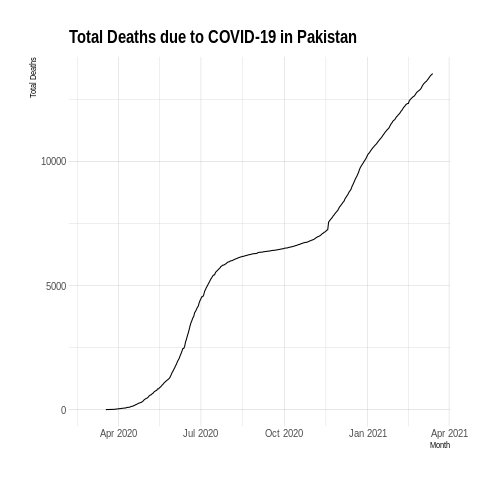 Total Deaths due to COVID-19 in Pakistan
Total Deaths
10000
5000
0
Apr 2020 Jul 2020 Oct 2020 Jan 2021 Apr 2021
Month